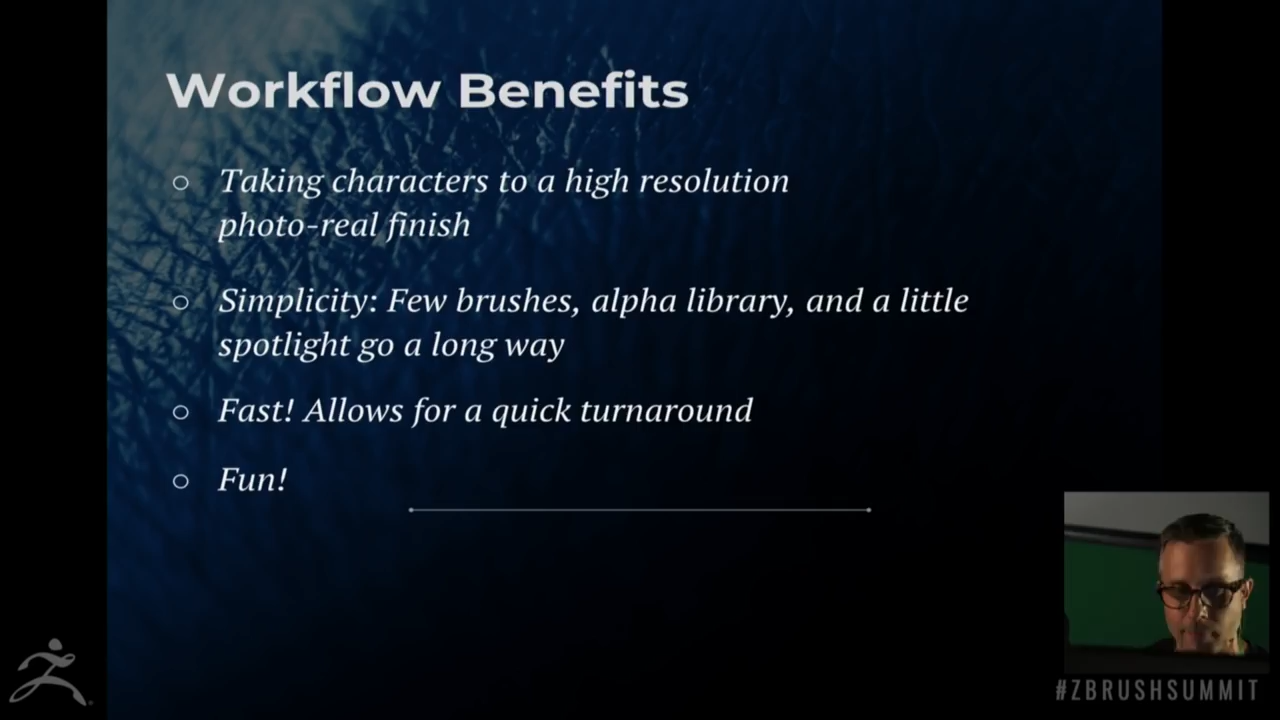 Workflow Benefits
Taking characters to a high resolution
photo-real finish
Simplicity: Few brushes, alpha library, and a little
spotlight go a long way
Fast! Allows for a quick turnaround
Fun!
#ZBRUSHSUMMIT